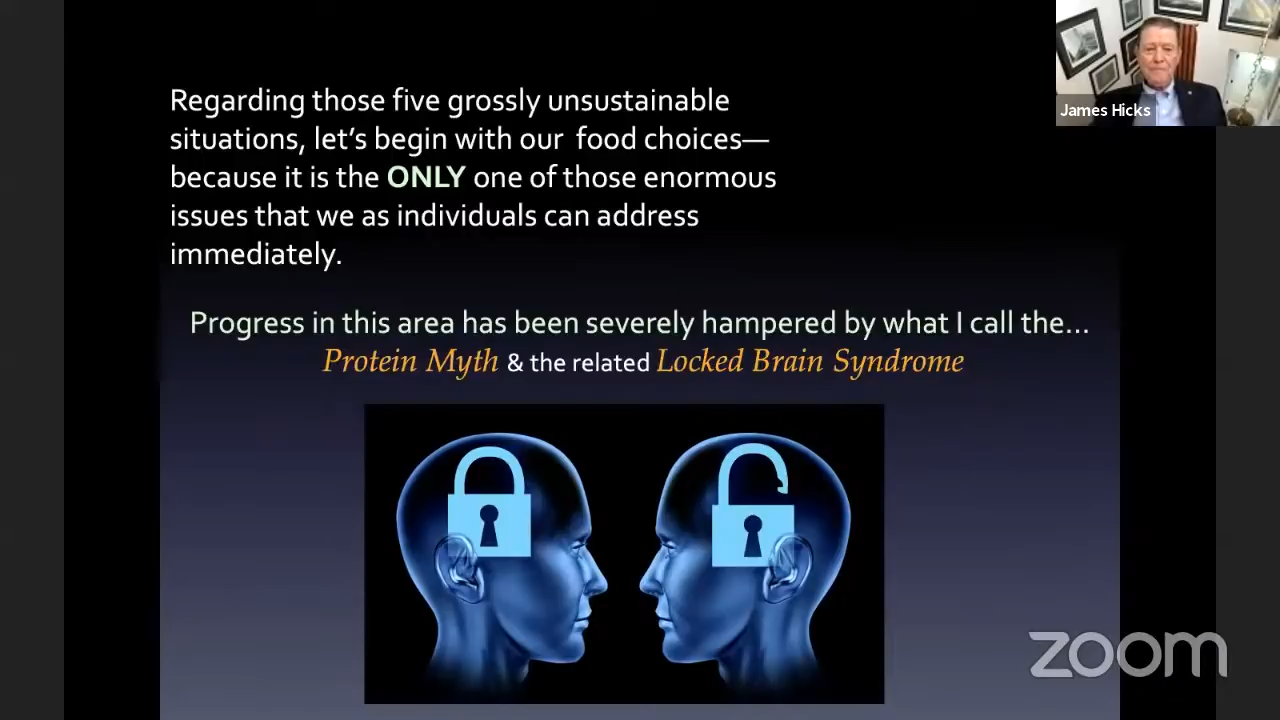 Regarding those five grossly unsustainable
situations, let's begin with our food choices—
because it is the ONLY one of those enormous
issues that we as individuals can address
immediately.
Progress in this area has been severely hampered by what I call the...
Protein Myth & the related Locked Brain Syndrome
James Hicks
zoom